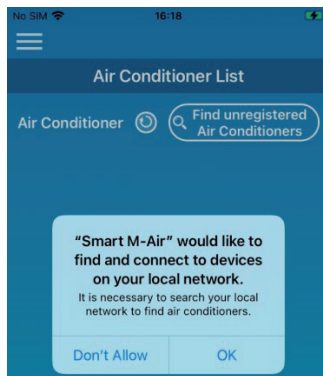 No SIM 16:18
Air Conditioner List
Air Conditioner
Find unregistered
Air Conditioners
“Smart M-Air” would like to
find and connect to devices
on your local network.
It is necessary to search your local
network to find air conditioners.
Don't Allow OK